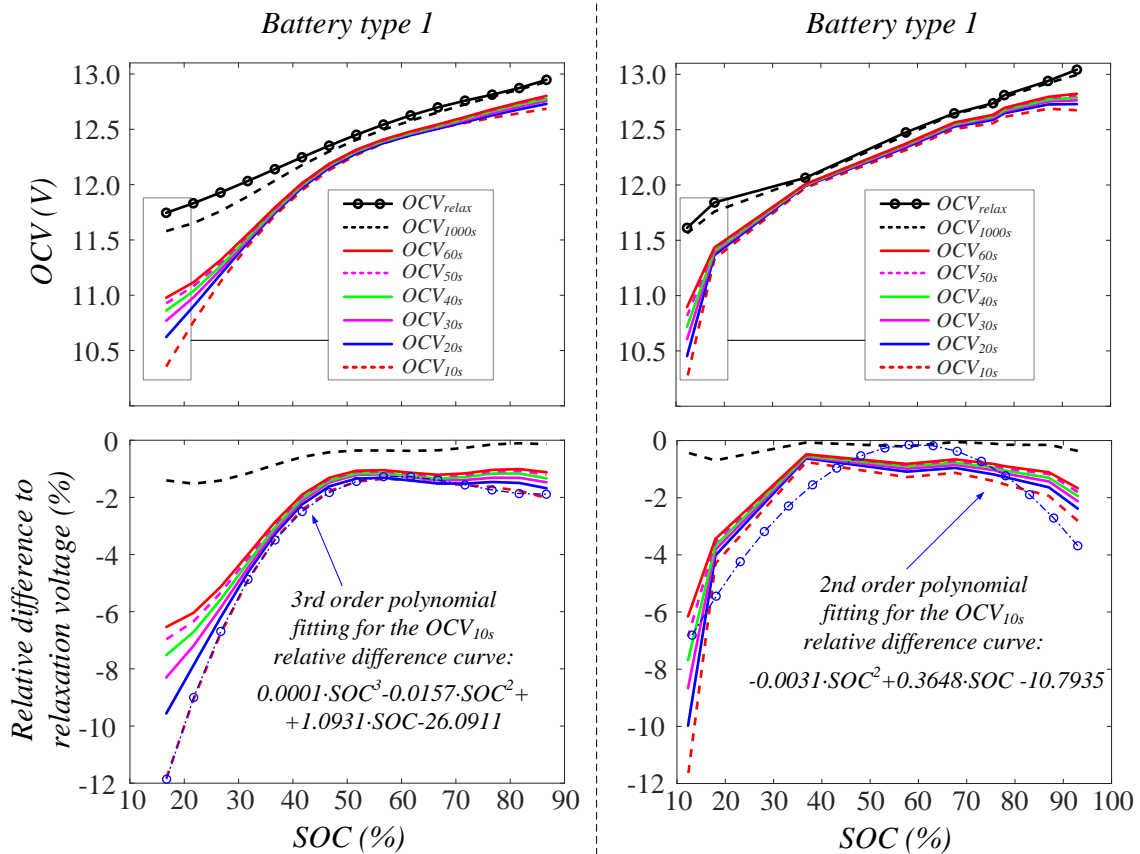 Battery type 1
Battery type 1
OCV (V)
13.0
12.5
12.0
11.5
11.0
10.5
OCVrelax
OCV1000s
OCV60s
OCV50s
OCV40s
OCV30s
OCV20s
OCV10s
13.0
12.5
12.0
11.5
11.0
10.5
OCVrelax
OCV1000s
OCV60s
OCV50s
OCV40s
OCV30s
OCV20s
OCV10s
Relative difference to
relaxation voltage (%)
0
-2
-4
-6
-8
-10
-12
3rd order polynomial
fitting for the OCV10s
relative difference curve:
0.0001·SOC³-0.0157·SOC²+
+1.0931·SOC-26.0911
10 20 30 40 50 60 70 80 90
SOC (%)
0
-2
-4
-6
-8
-10
-12
2nd order polynomial
fitting for the OCV10s
relative difference curve:
-0.0031·SOC²+0.3648·SOC -10.7935
10 20 30 40 50 60 70 80 90 100
SOC (%)